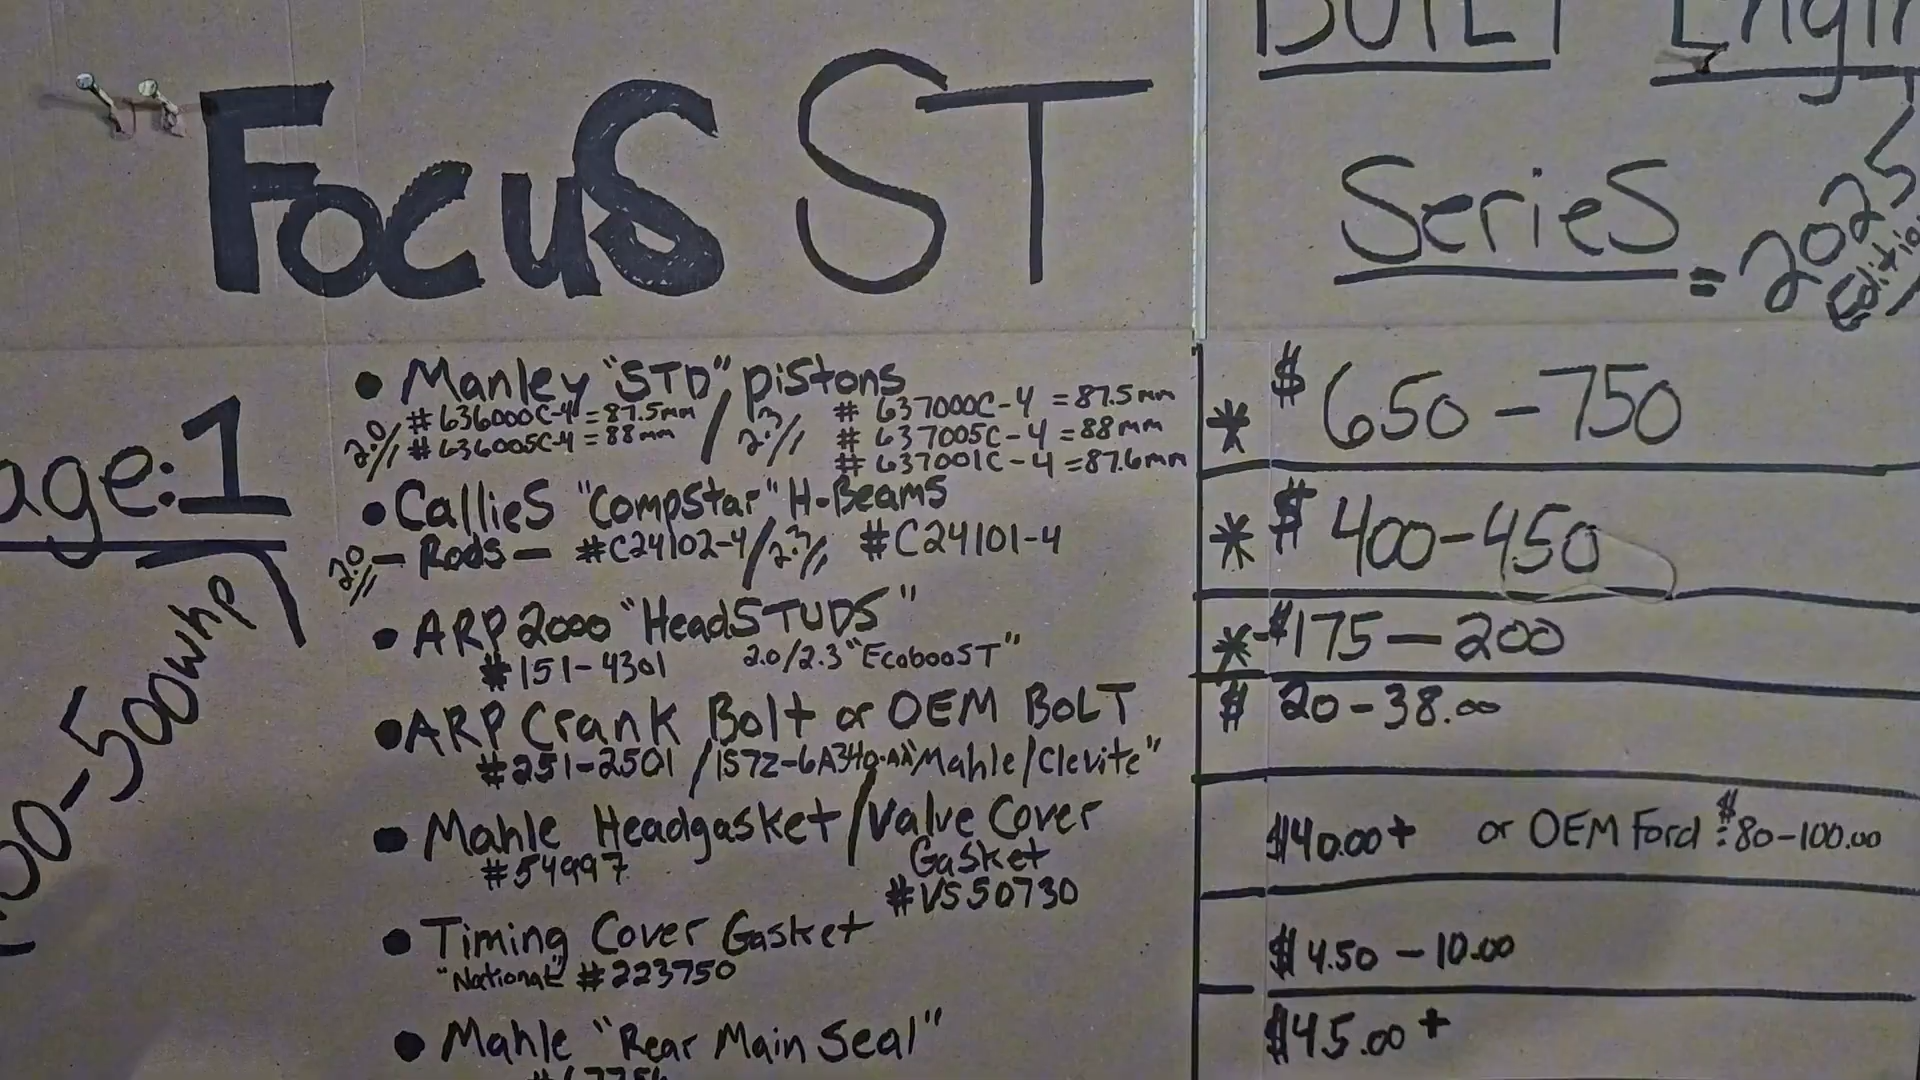 Focus ST
Built Engin
Series = 2025
Edition
age:1
00-500whp
• Manley "STD" pistons
2.0 # 636000C-4 = 87.5mm / 2.3 # 637000C-4 = 87.5mm
# 636005C-4 = 88mm # 637005C-4 = 88mm
# 637001C-4 = 87.6mm
* $650-750
• Callies "Compstar" H-Beams
2.0 - Rods - #C24102-4 / 2.3 #C24101-4
* $400-450
• ARP 2000 "HeadSTUDS"
#151-4301 2.0/2.3 "EcobooST"
* -$175-200
• ARP Crank Bolt or OEM BOLT
#251-2501 / 1S7Z-6A340-AA "Mahle/Clevite"
$ 20-38.00
• Mahle Headgasket / Valve Cover
Gasket
#54997 #VS50730
$40.00+ or OEM Ford : $80-100.00
• Timing Cover Gasket
"National" #223750
$4.50-10.00
• Mahle "Rear Main Seal"
$45.00+